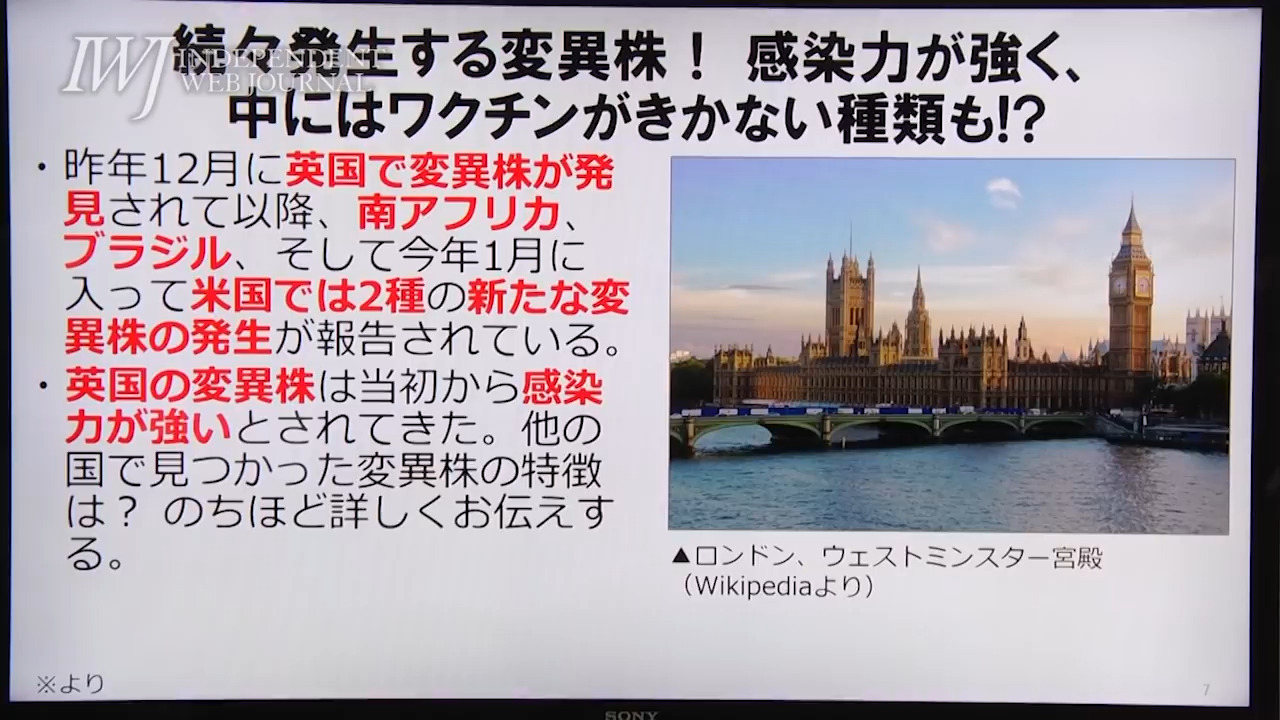 IWJ INDEPENDENT
WEB JOURNAL
続々発生する変異株！ 感染力が強く、
中にはワクチンがきかない種類も!?
・昨年12月に英国で変異株が発
見されて以降、南アフリカ、
ブラジル、そして今年1月に
入って米国では2種の新たな変
異株の発生が報告されている。
・英国の変異株は当初から感染
力が強いとされてきた。他の
国で見つかった変異株の特徴
は？ のちほど詳しくお伝えす
る。
▲ロンドン、ウェストミンスター宮殿
（Wikipediaより）
※より
7
SONY